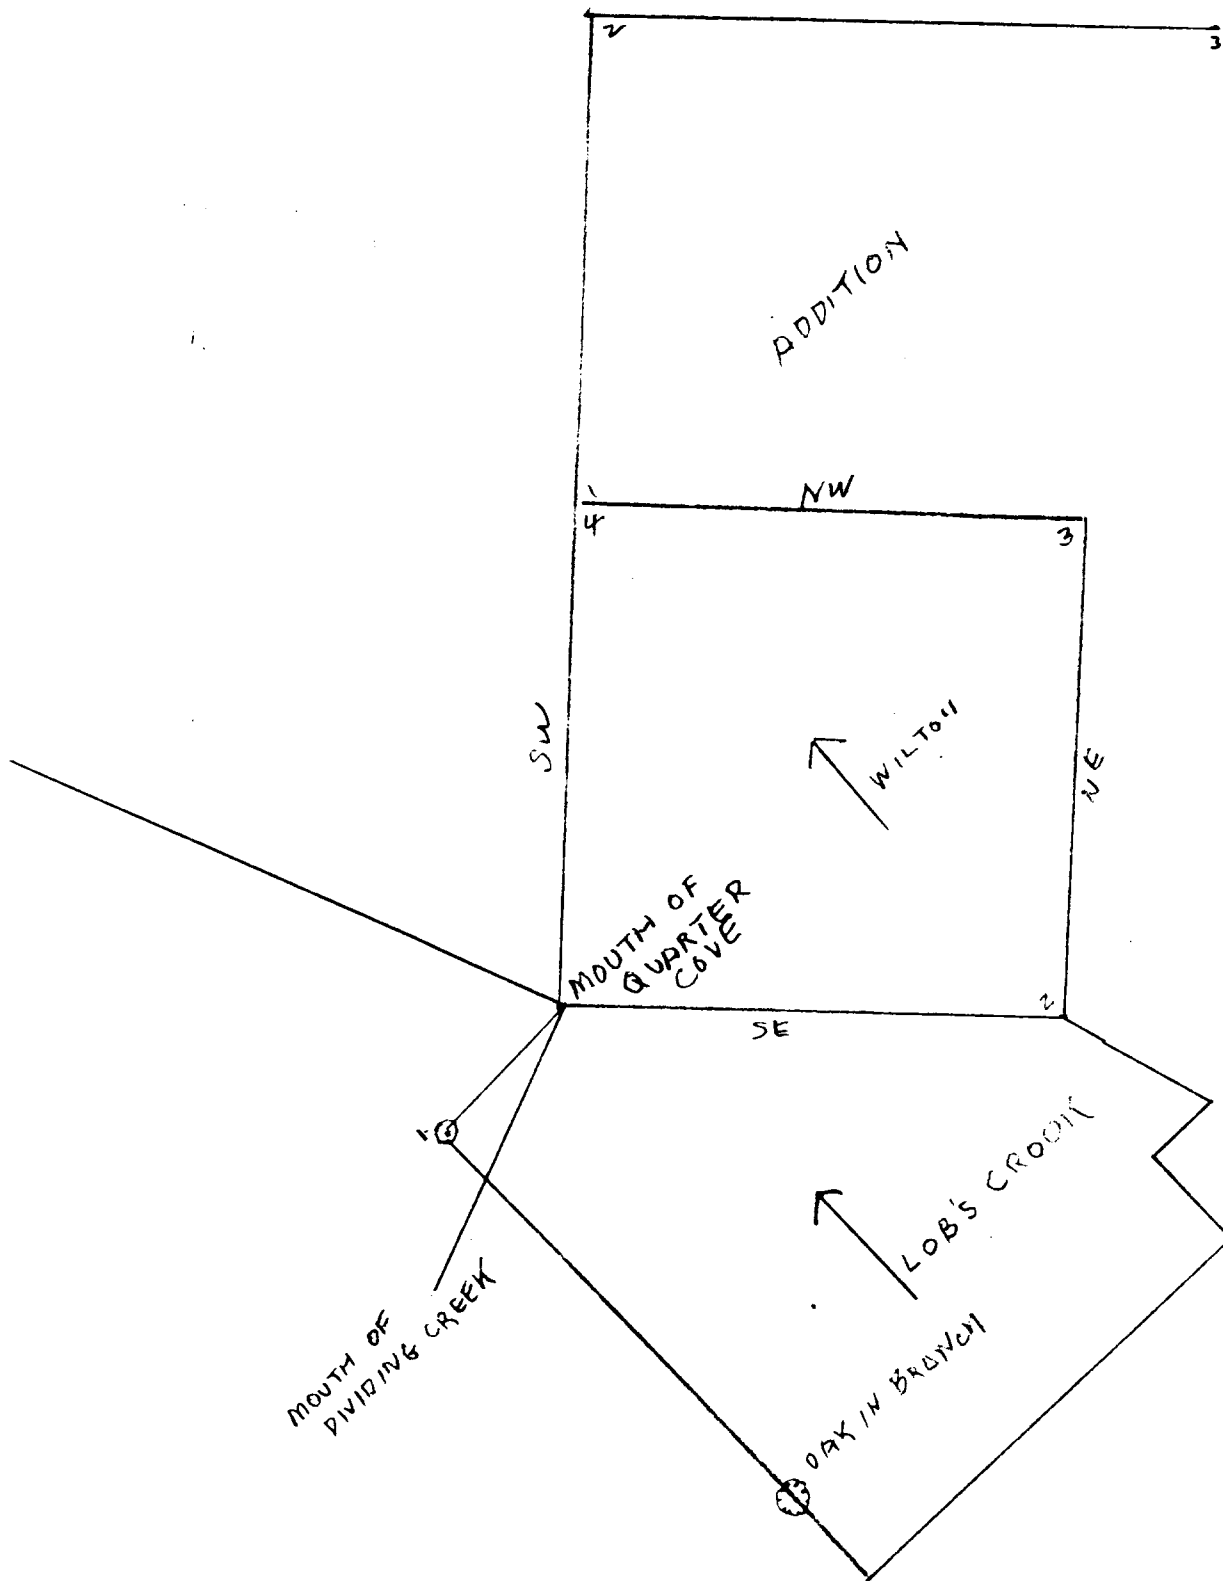 2
3
ADDITION
1
NW
4
3
SW
WILTON
NE
MOUTH OF
QUARTER
COVE
2
SE
1
LOB'S CROOK
MOUTH OF
DIVIDING CREEK
OAK IN BRANCH